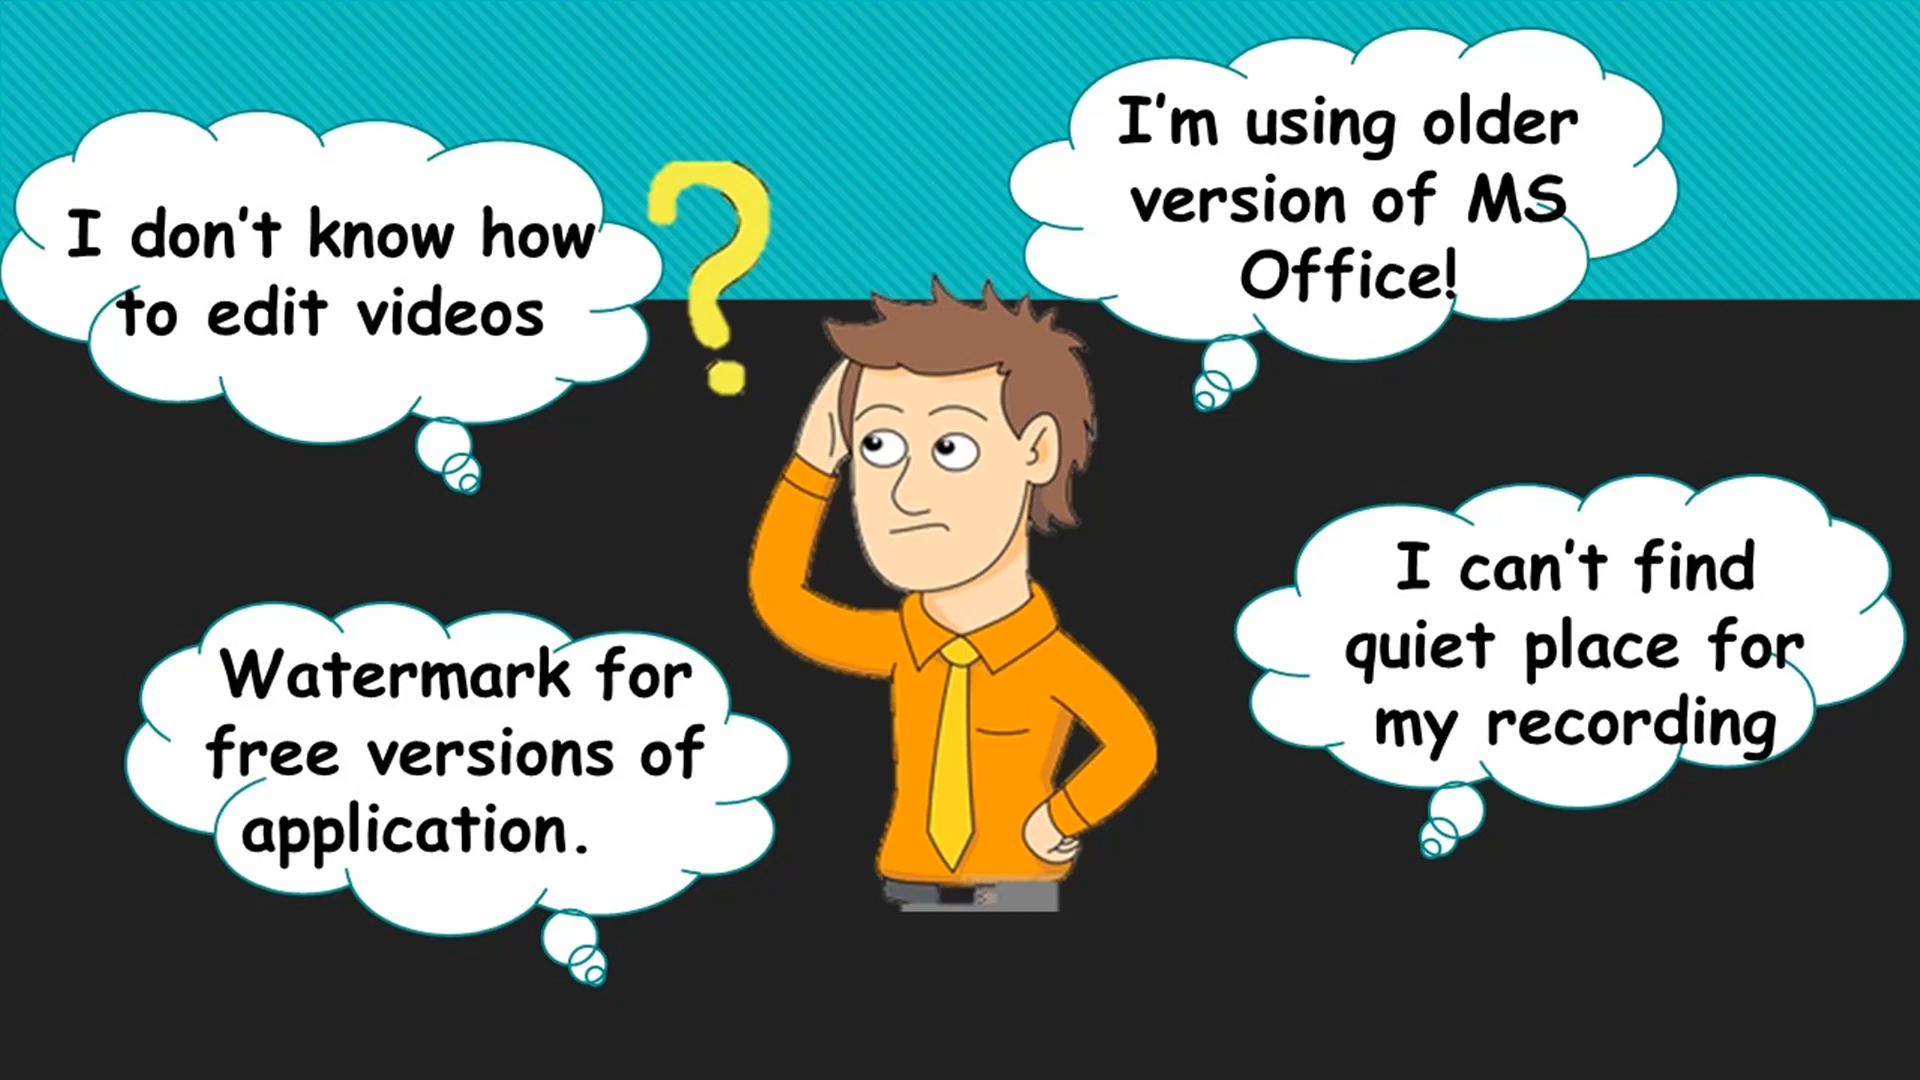 I don't know how
to edit videos
I'm using older
version of MS
Office!
Watermark for
free versions of
application.
I can't find
quiet place for
my recording